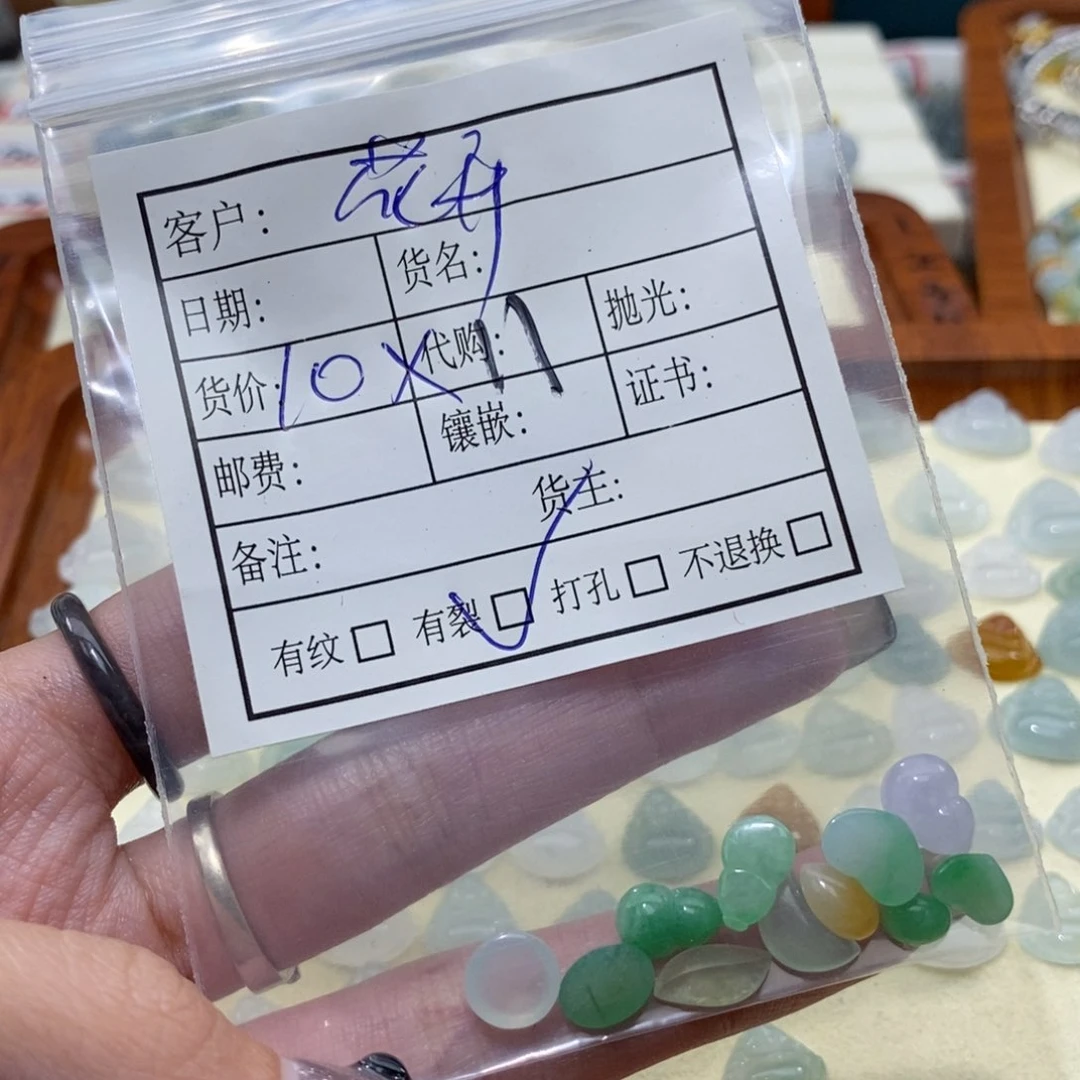 客户: 花开
日期:
货名:
货价: 10 X 11
代购:
抛光:
邮费:
镶嵌:
证书:
备注:
货主:
有纹 □ 有裂 □ 打孔 □ 不退换 □